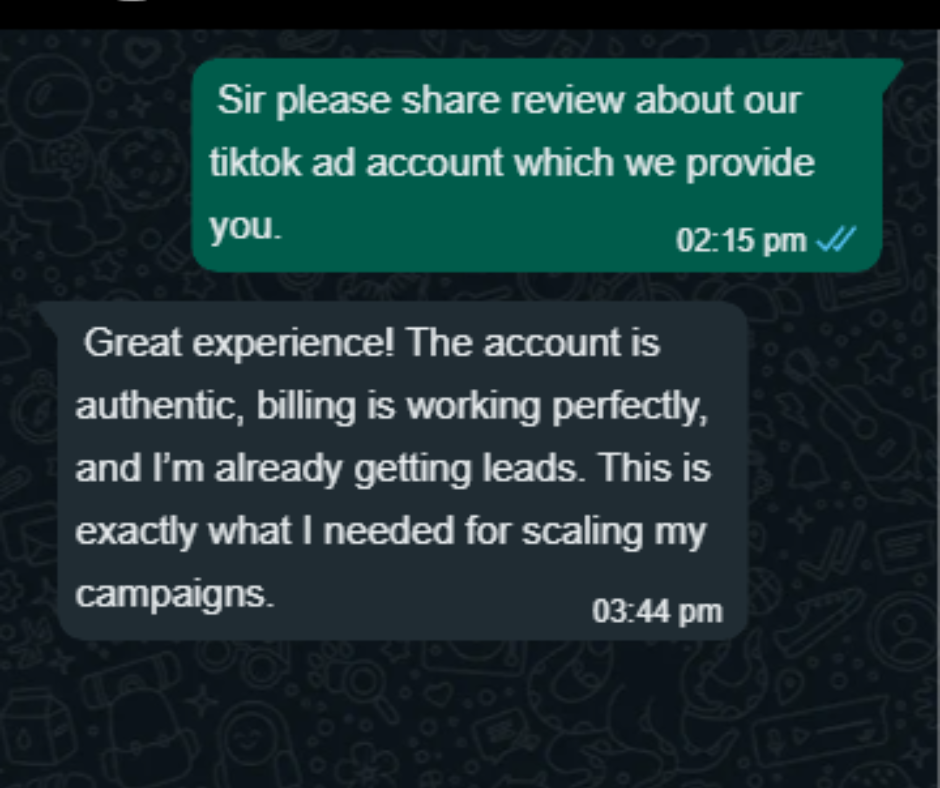 Sir please share review about our
tiktok ad account which we provide
you.
02:15 pm
Great experience! The account is
authentic, billing is working perfectly,
and I’m already getting leads. This is
exactly what I needed for scaling my
campaigns.
03:44 pm